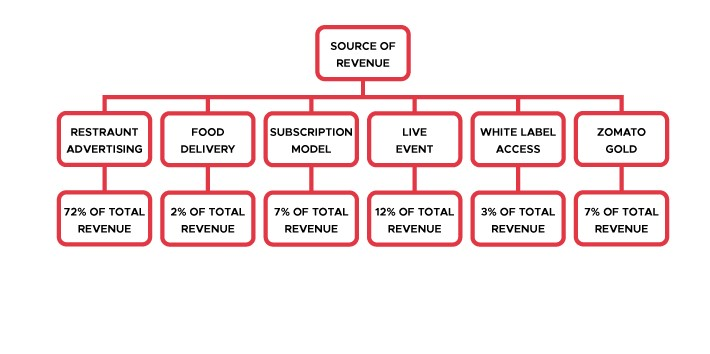 SOURCE OF
REVENUE
RESTRAUNT
ADVERTISING
FOOD
DELIVERY
SUBSCRIPTION
MODEL
LIVE
EVENT
WHITE LABEL
ACCESS
ZOMATO
GOLD
72% OF TOTAL
REVENUE
2% OF TOTAL
REVENUE
7% OF TOTAL
REVENUE
12% OF TOTAL
REVENUE
3% OF TOTAL
REVENUE
7% OF TOTAL
REVENUE